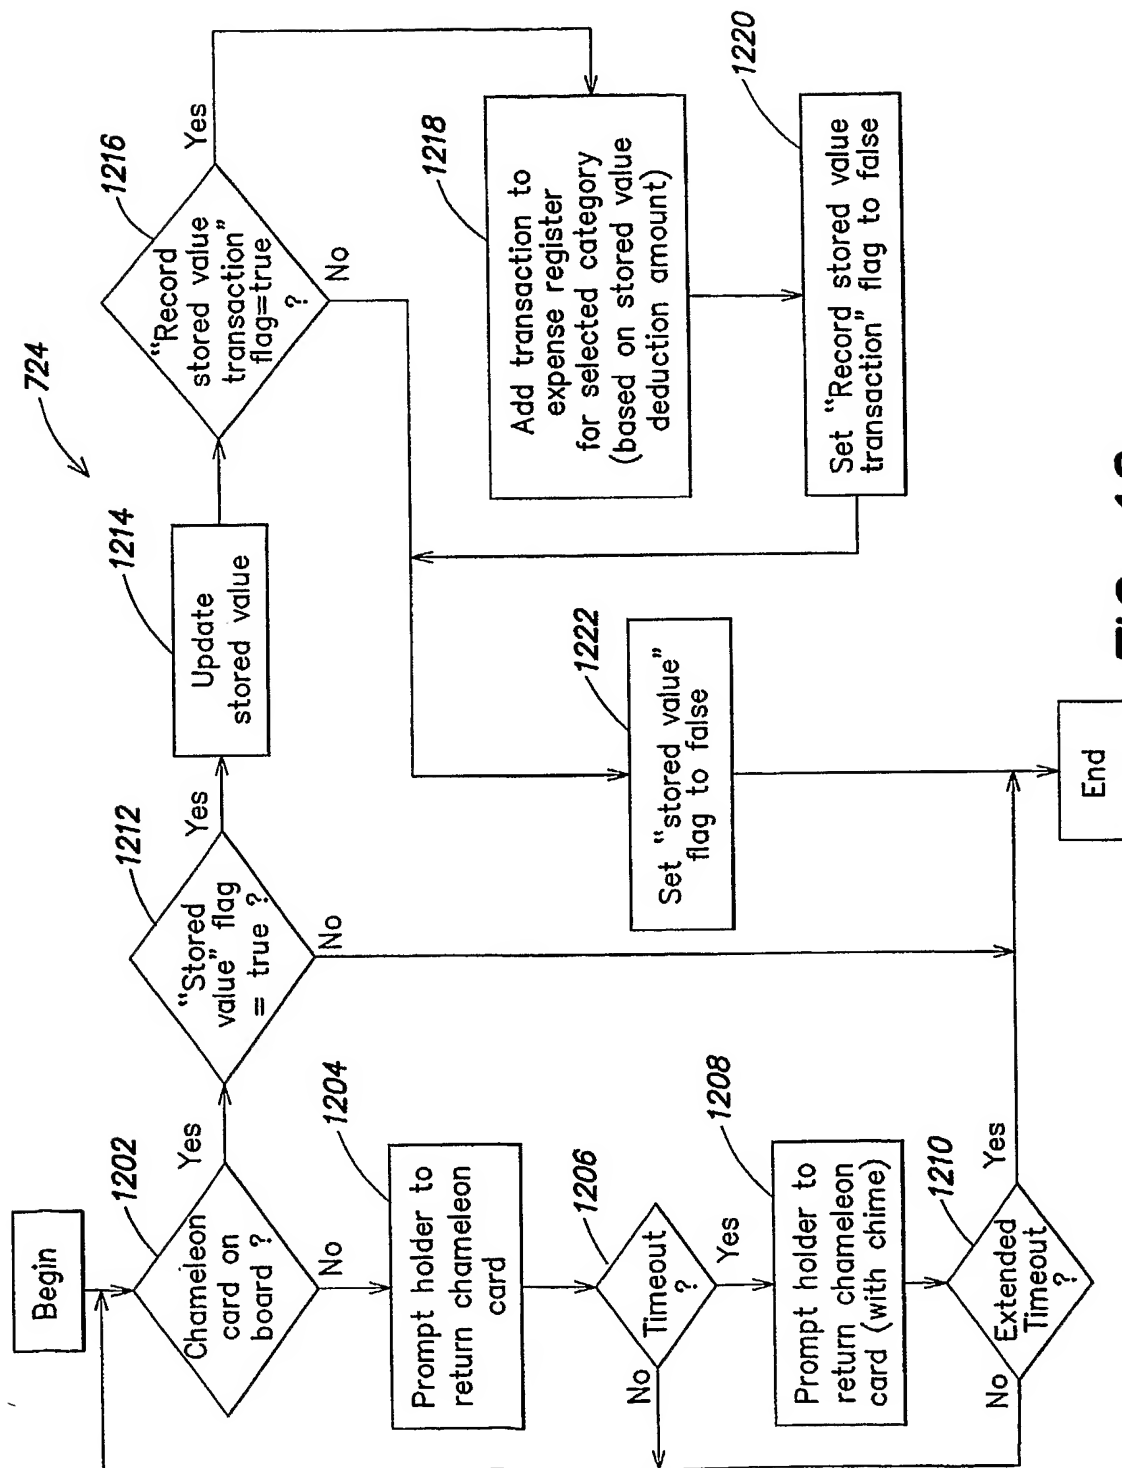 Begin
1202
Chameleon
card on
board ?
Yes
No
1204
Prompt holder to
return chameleon
card
1206
Timeout
?
No
Yes
1208
Prompt holder to
return chameleon
card (with chime)
1210
Extended
Timeout
?
No
Yes
1212
“Stored
value” flag
= true ?
Yes
No
1214
Update
stored value
724
1216
“Record
stored value
transaction”
flag=true
?
Yes
No
1218
Add transaction to
expense register
for selected category
(based on stored value
deduction amount)
1220
Set “Record stored value
transaction” flag to false
1222
Set “stored value”
flag to false
End